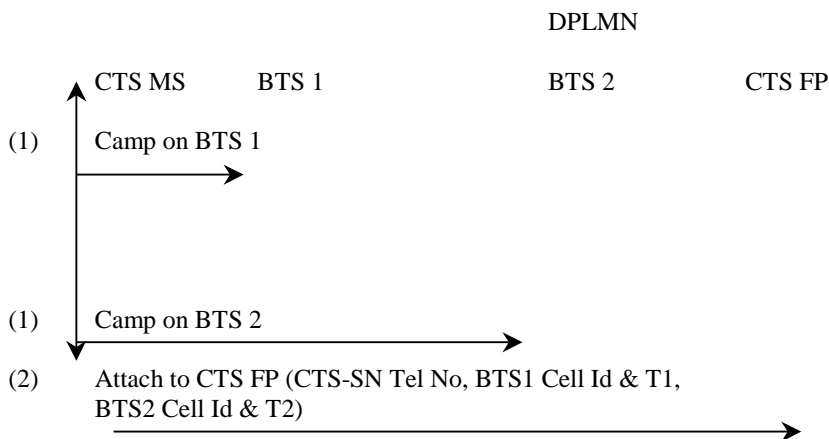 DPLMN
CTS MS BTS 1 BTS 2 CTS FP
(1) Camp on BTS 1
(1) Camp on BTS 2
(2) Attach to CTS FP (CTS-SN Tel No, BTS1 Cell Id & T1,
BTS2 Cell Id & T2)